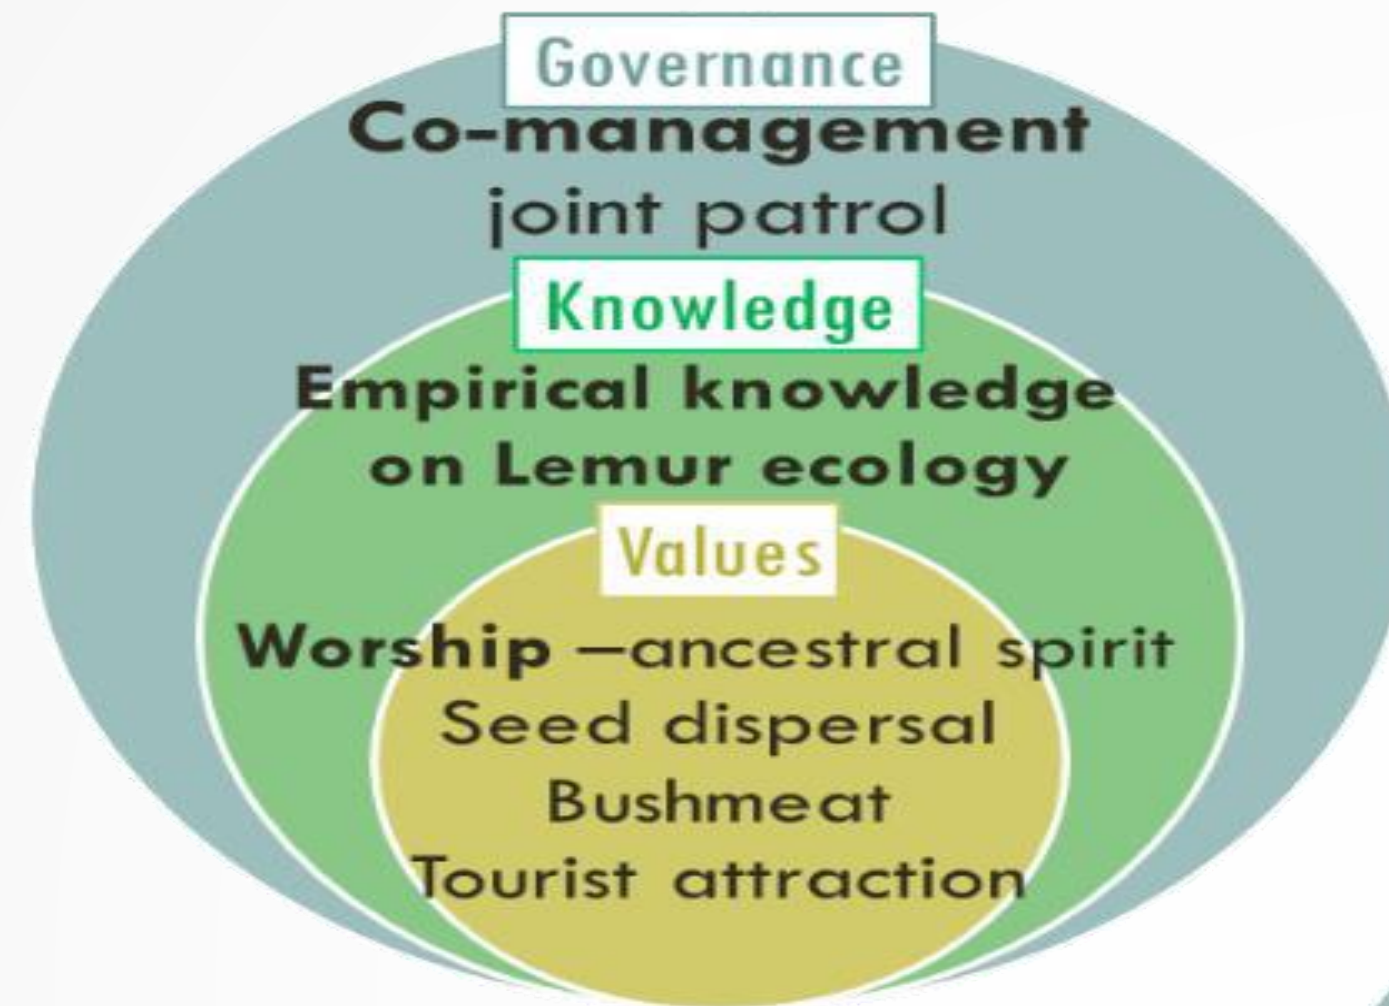 Governance
Co-management
joint patrol
Knowledge
Empirical knowledge
on Lemur ecology
Values
Worship –ancestral spirit
Seed dispersal
Bushmeat
Tourist attraction